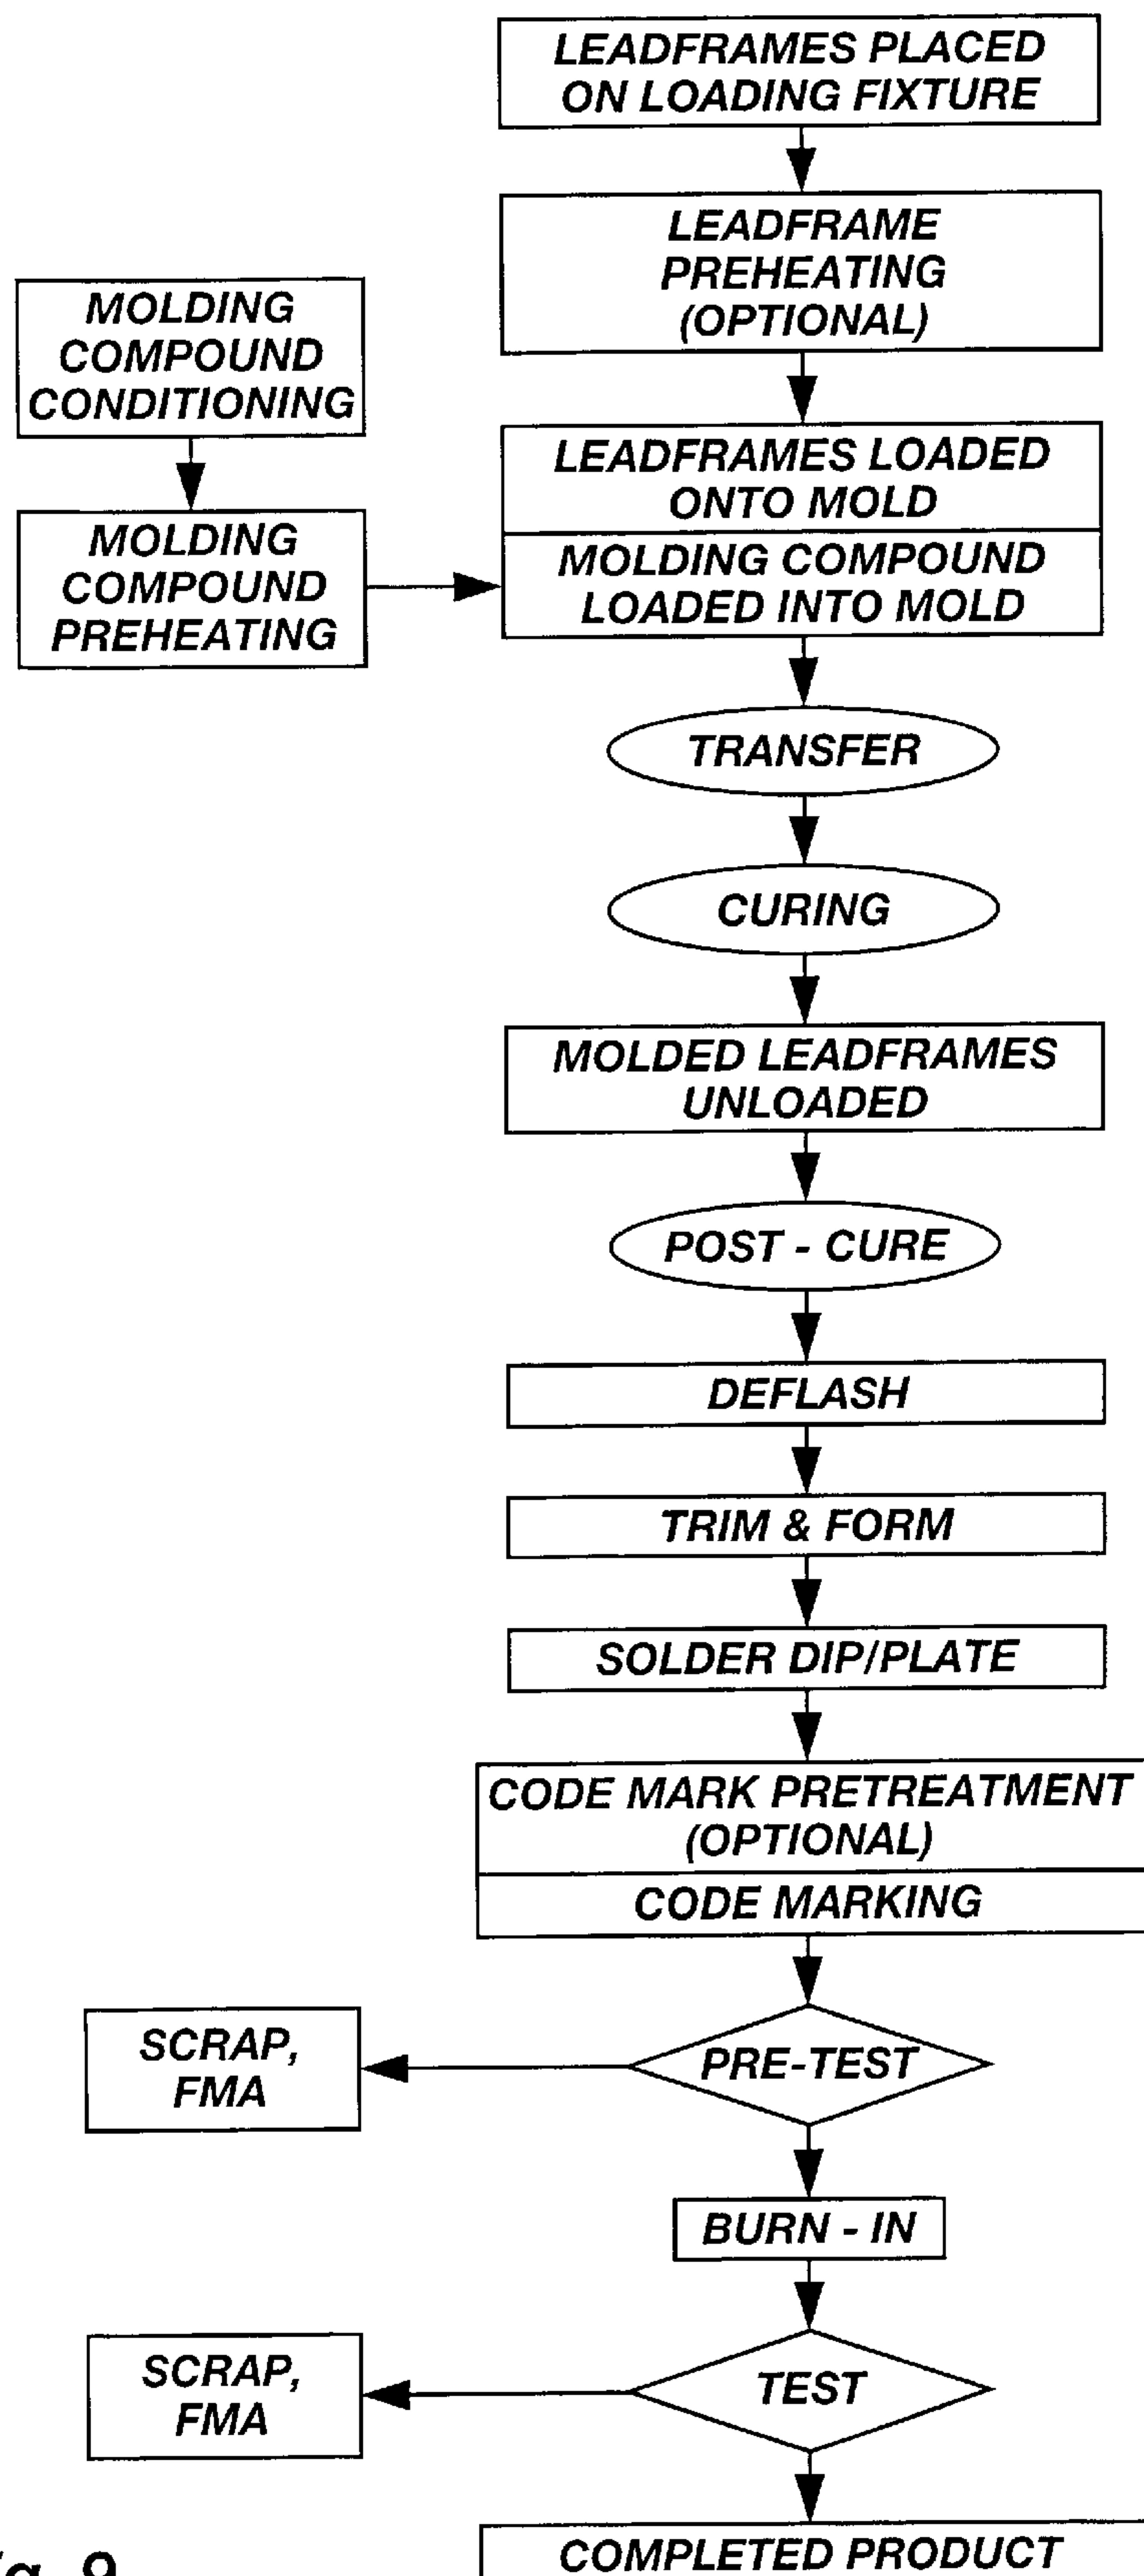 LEADFRAMES PLACED
ON LOADING FIXTURE
LEADFRAME
PREHEATING
(OPTIONAL)
MOLDING
COMPOUND
CONDITIONING
LEADFRAMES LOADED
ONTO MOLD
MOLDING
COMPOUND
PREHEATING
MOLDING COMPOUND
LOADED INTO MOLD
TRANSFER
CURING
MOLDED LEADFRAMES
UNLOADED
POST - CURE
DEFLASH
TRIM & FORM
SOLDER DIP/PLATE
CODE MARK PRETREATMENT
(OPTIONAL)
CODE MARKING
PRE-TEST
SCRAP,
FMA
BURN - IN
TEST
SCRAP,
FMA
COMPLETED PRODUCT